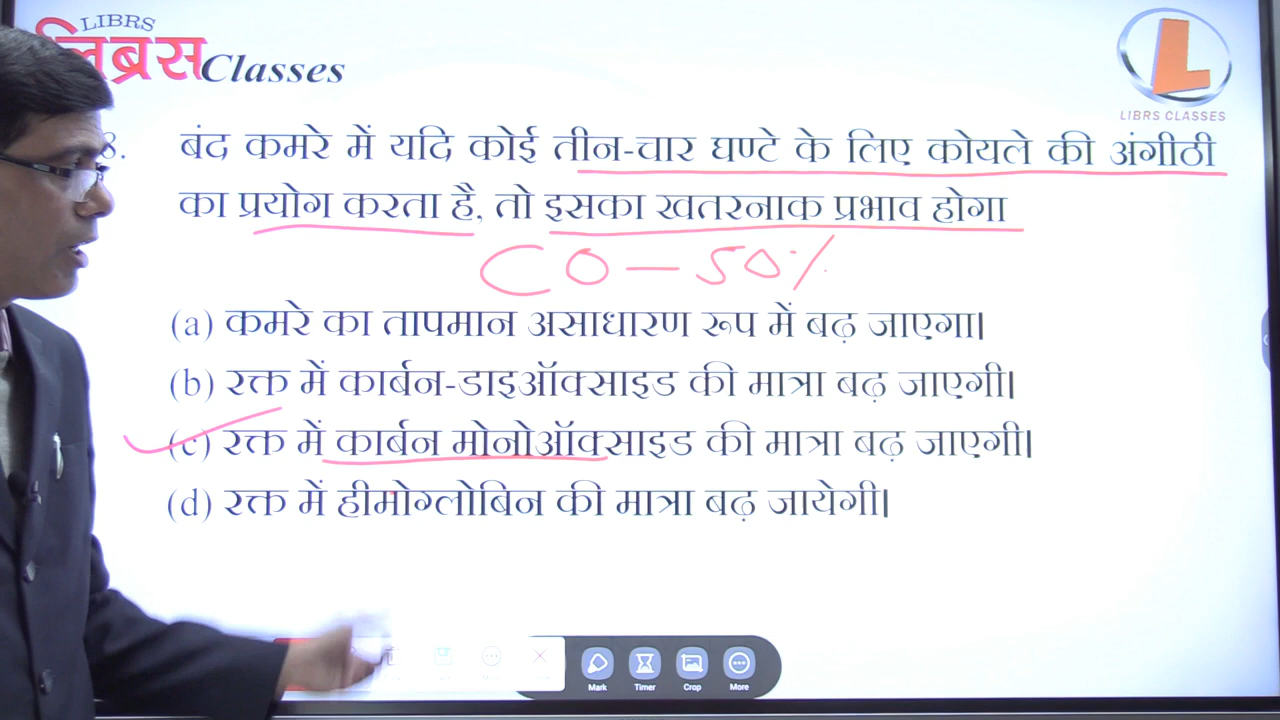 LIBRS
लिब्रस Classes
LIBRS CLASSES
8. बंद कमरे में यदि कोई तीन-चार घण्टे के लिए कोयले की अंगीठी
का प्रयोग करता है, तो इसका खतरनाक प्रभाव होगा
CO – 50%
(a) कमरे का तापमान असाधारण रूप में बढ़ जाएगा।
(b) रक्त में कार्बन-डाइऑक्साइड की मात्रा बढ़ जाएगी।
(c) रक्त में कार्बन मोनोऑक्साइड की मात्रा बढ़ जाएगी।
(d) रक्त में हीमोग्लोबिन की मात्रा बढ़ जायेगी।
Mark Timer Crop More